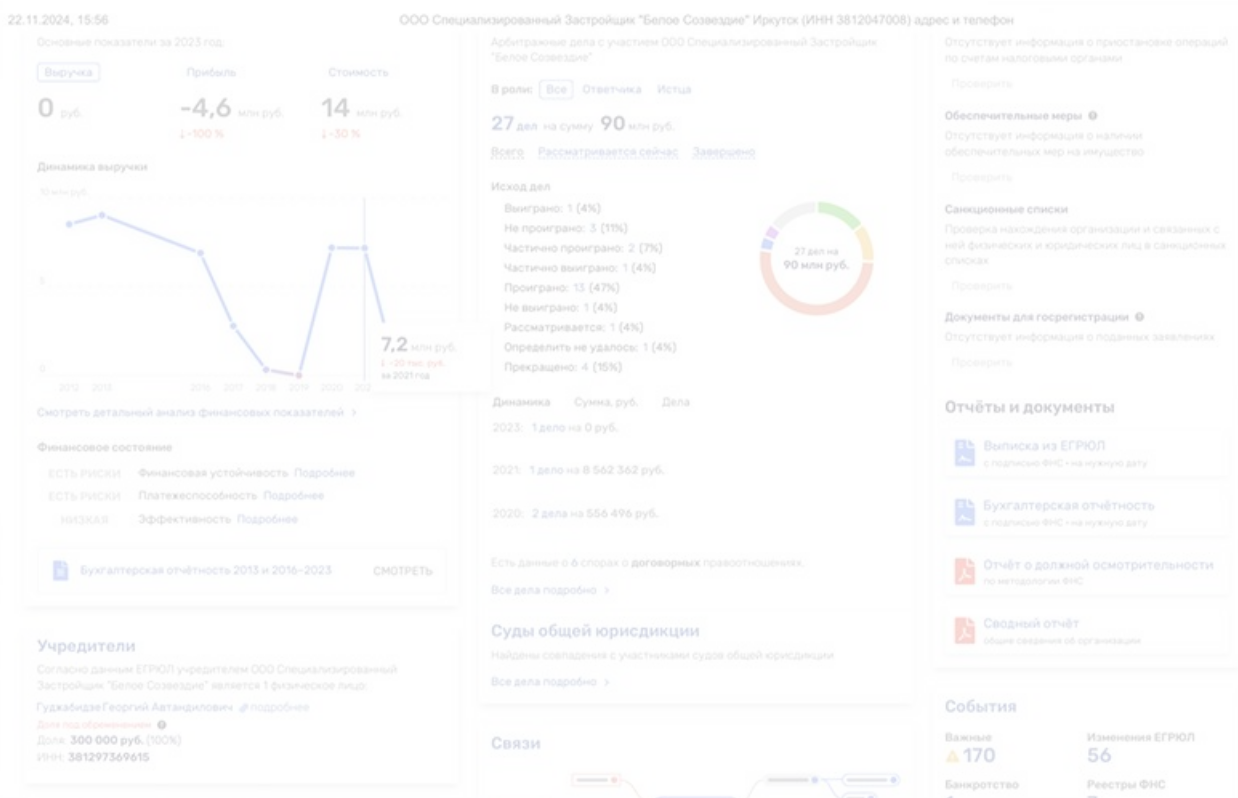 22.11.2024, 15:56
ООО Специализированный Застройщик "Белое Созвездие" Иркутск (ИНН 3812047008) адрес и телефон
Основные показатели за 2023 год:
Выручка Прибыль Стоимость
0 руб. -4,6 млн руб. 14 млн руб.
↓-100 % ↓-30 %
Динамика выручки
10 млн руб.
5
0
2012 2013 2016 2017 2018 2019 2020 202
7,2 млн руб.
↓ -20 тыс. руб.
за 2021 год
Смотреть детальный анализ финансовых показателей >
Финансовое состояние
ЕСТЬ РИСКИ Финансовая устойчивость Подробнее
ЕСТЬ РИСКИ Платежеспособность Подробнее
НИЗКАЯ Эффективность Подробнее
Бухгалтерская отчётность 2013 и 2016–2023 СМОТРЕТЬ
Учредители
Согласно данным ЕГРЮЛ учредителем ООО Специализированный
Застройщик "Белое Созвездие" является 1 физическое лицо:
Гуджабидзе Георгий Автандилович подробнее
Доля под обременением
Доля: 300 000 руб. (100%)
ИНН: 381297369615
Арбитражные дела с участием ООО Специализированный Застройщик
"Белое Созвездие"
В роли: Все Ответчика Истца
27 дел на сумму 90 млн руб.
Всего Рассматривается сейчас Завершено
Исход дел
Выиграно: 1 (4%)
Не проиграно: 3 (11%)
Частично проиграно: 2 (7%)
Частично выиграно: 1 (4%)
Проиграно: 13 (47%)
Не выиграно: 1 (4%)
Рассматривается: 1 (4%)
Определить не удалось: 1 (4%)
Прекращено: 4 (15%)
27 дел на
90 млн руб.
Динамика Сумма, руб. Дела
2023: 1 дело на 0 руб.
2021: 1 дело на 8 562 362 руб.
2020: 2 дела на 556 496 руб.
Есть данные о 6 спорах о договорных правоотношениях.
Все дела подробно >
Суды общей юрисдикции
Найдены совпадения с участниками судов общей юрисдикции
Все дела подробно >
Связи
Отсутствует информация о приостановке операций
по счетам налоговыми органами
Проверить
Обеспечительные меры
Отсутствует информация о наличии
обеспечительных мер на имущество
Проверить
Санкционные списки
Проверка нахождения организации и связанных с
ней физических и юридических лиц в санкционных
списках
Проверить
Документы для госрегистрации
Отсутствует информация о поданных заявлениях
Проверить
Отчёты и документы
Выписка из ЕГРЮЛ
с подписью ФНС • на нужную дату
Бухгалтерская отчётность
с подписью ФНС • на нужную дату
Отчёт о должной осмотрительности
по методологии ФНС
Сводный отчёт
общие сведения об организации
События
Важные Изменения ЕГРЮЛ
170 56
Банкротство Реестры ФНС